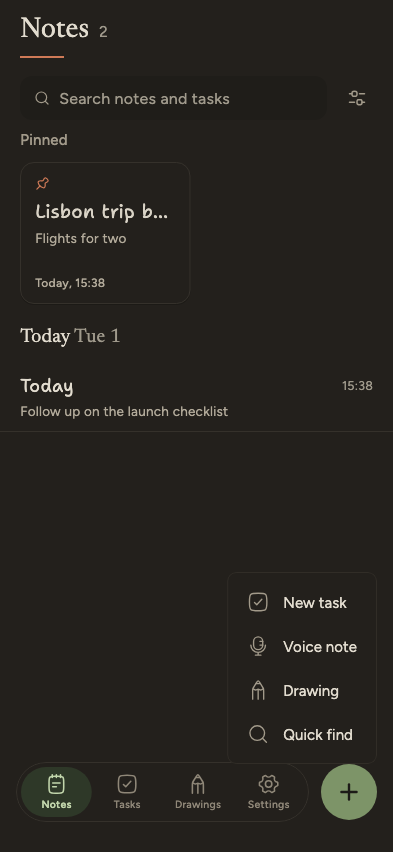 Notes 2
Search notes and tasks
Pinned
Lisbon trip b...
Flights for two
Today, 15:38
Today Tue 1
Today 15:38
Follow up on the launch checklist
New task
Voice note
Drawing
Quick find
Notes Tasks Drawings Settings